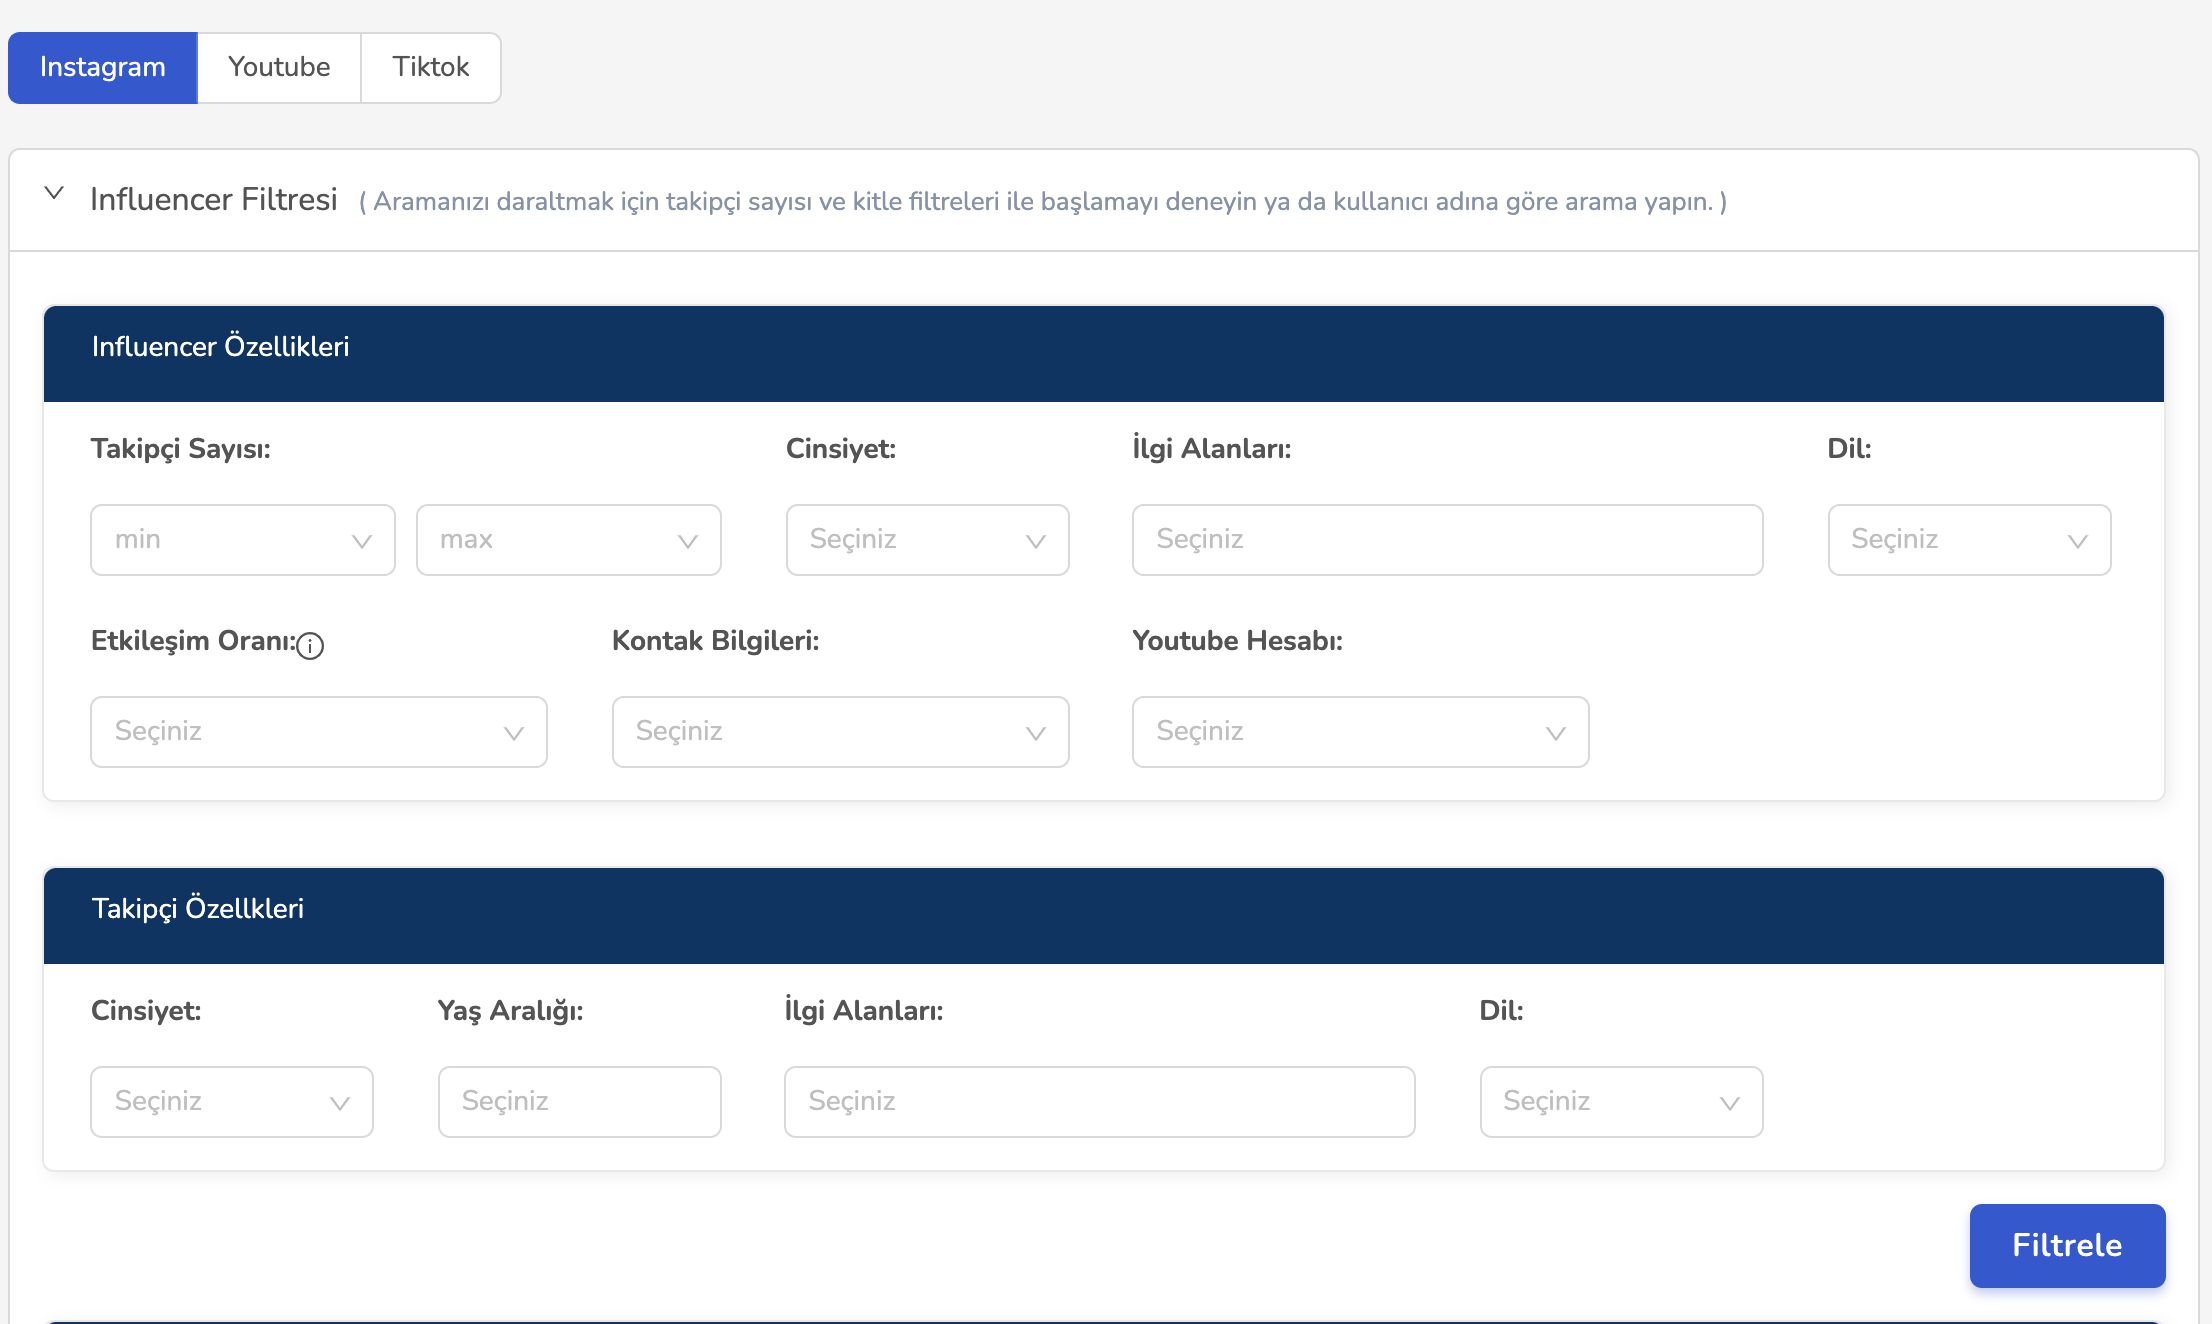 Instagram Youtube Tiktok
Influencer Filtresi ( Aramanızı daraltmak için takipçi sayısı ve kitle filtreleri ile başlamayı deneyin ya da kullanıcı adına göre arama yapın. )
Influencer Özellikleri
Takipçi Sayısı: Cinsiyet: İlgi Alanları: Dil:
min max Seçiniz Seçiniz Seçiniz
Etkileşim Oranı: Kontak Bilgileri: Youtube Hesabı:
Seçiniz Seçiniz Seçiniz
Takipçi Özellkleri
Cinsiyet: Yaş Aralığı: İlgi Alanları: Dil:
Seçiniz Seçiniz Seçiniz Seçiniz
Filtrele